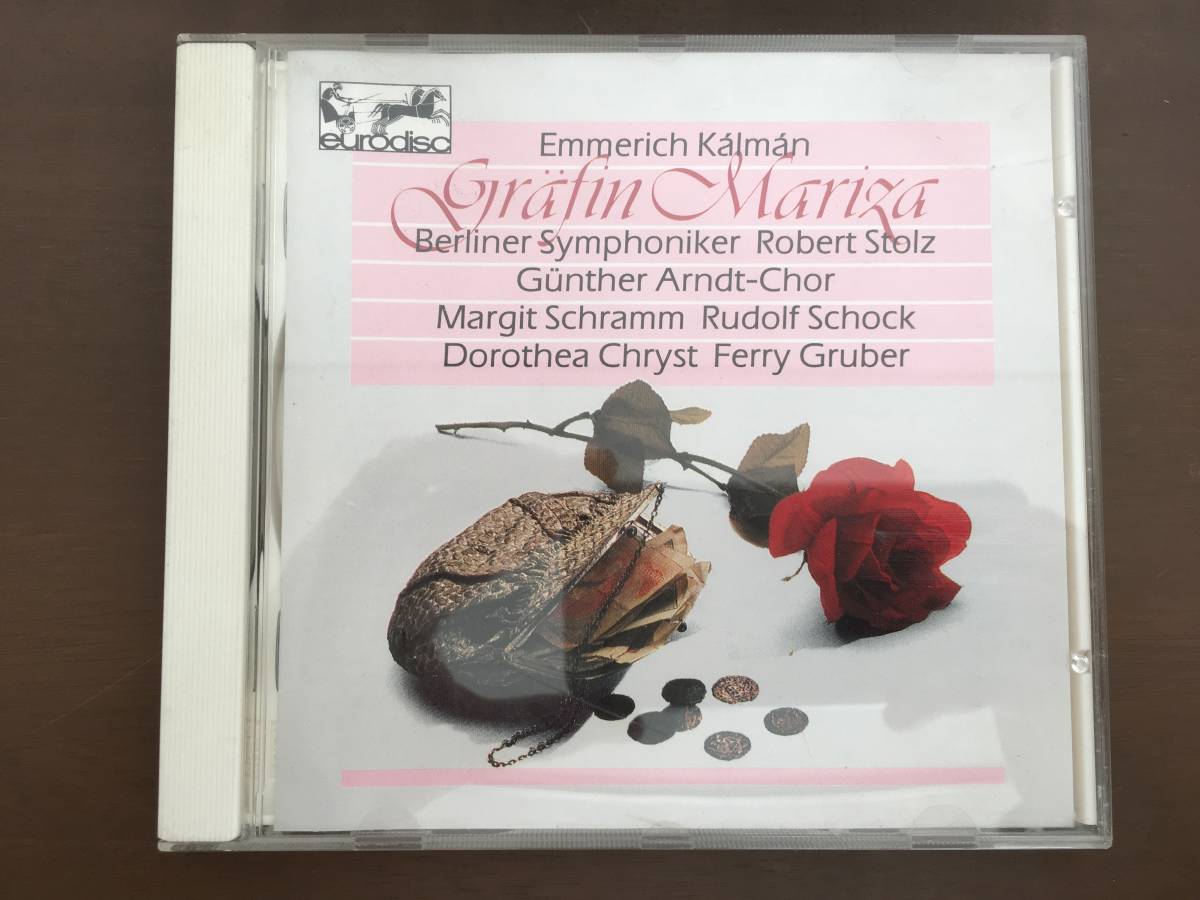 eurodisc
Emmerich Kálmán
Gräfin Mariza
Berliner Symphoniker Robert Stolz
Günther Arndt-Chor
Margit Schramm Rudolf Schock
Dorothea Chryst Ferry Gruber